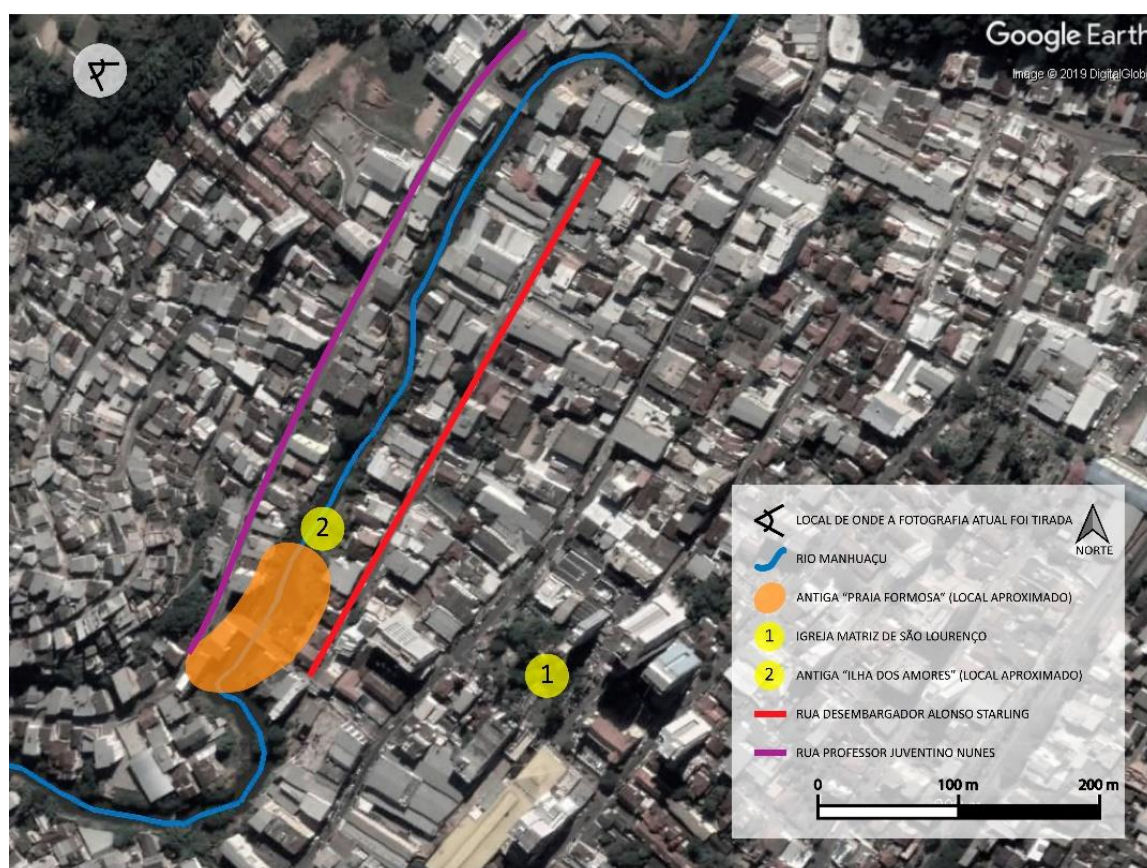 Google Earth
Image © 2019 DigitalGlobe
2
1
LOCAL DE ONDE A FOTOGRAFIA ATUAL FOI TIRADA
NORTE
RIO MANHUAÇU
ANTIGA “PRAIA FORMOSA” (LOCAL APROXIMADO)
1 IGREJA MATRIZ DE SÃO LOURENÇO
2 ANTIGA “ILHA DOS AMORES” (LOCAL APROXIMADO)
RUA DESEMBARGADOR ALONSO STARLING
RUA PROFESSOR JUVENTINO NUNES
0 100 m 200 m